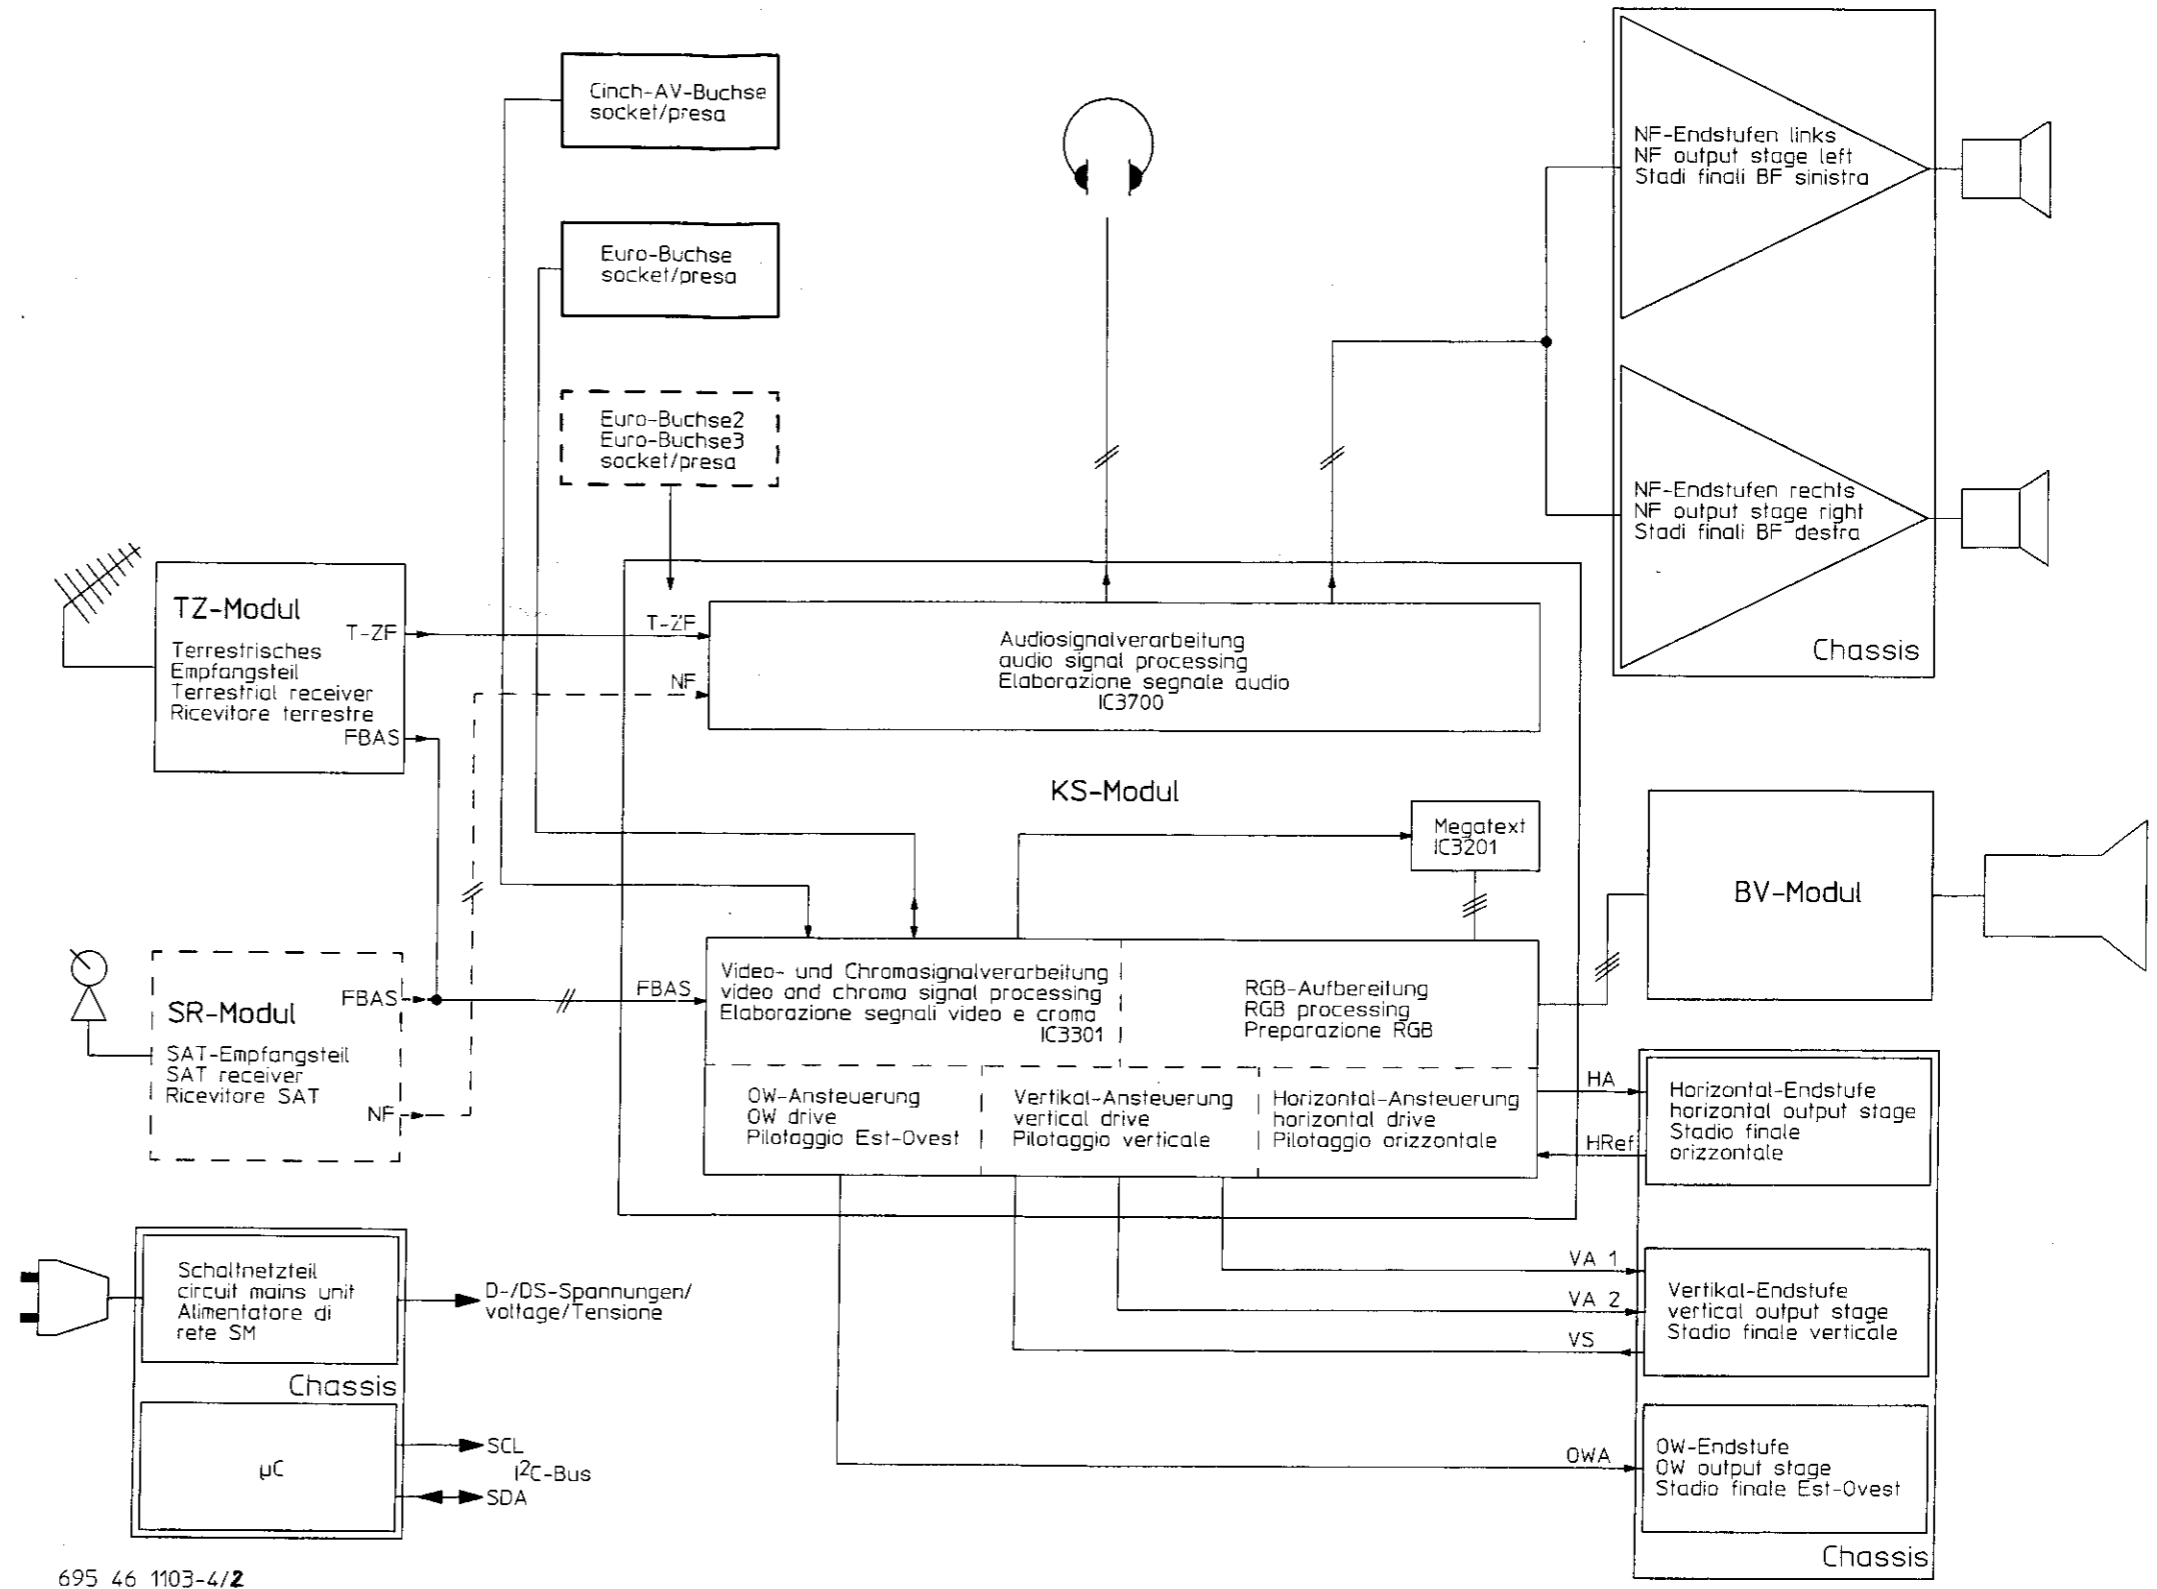 Cinch-AV-Buchse
socket/presa
Euro-Buchse
socket/presa
Euro-Buchse2
Euro-Buchse3
socket/presa
NF-Endstufen links
NF output stage left
Stadi finali BF sinistra
NF-Endstufen rechts
NF output stage right
Stadi finali BF destra
Chassis
TZ-Modul
T-ZF
Terrestrisches
Empfangsteil
Terrestrial receiver
Ricevitore terrestre
FBAS
T-ZF
NF
Audiosignalverarbeitung
audio signal processing
Elaborazione segnale audio
IC3700
KS-Modul
Megatext
IC3201
BV-Modul
SR-Modul
FBAS
SAT-Empfangsteil
SAT receiver
Ricevitore SAT
NF
FBAS
Video- und Chromasignalverarbeitung
video and chroma signal processing
Elaborazione segnali video e croma
IC3301
RGB-Aufbereitung
RGB processing
Preparazione RGB
OW-Ansteuerung
OW drive
Pilotaggio Est-Ovest
Vertikal-Ansteuerung
vertical drive
Pilotaggio verticale
Horizontal-Ansteuerung
horizontal drive
Pilotaggio orizzontale
HA
HRef
Horizontal-Endstufe
horizontal output stage
Stadio finale
orizzontale
VA 1
VA 2
VS
Vertikal-Endstufe
vertical output stage
Stadio finale verticale
OWA
OW-Endstufe
OW output stage
Stadio finale Est-Ovest
Chassis
Schaltnetzteil
circuit mains unit
Alimentatore di
rete SM
D-/DS-Spannungen/
voltage/Tensione
Chassis
µC
SCL
I²C-Bus
SDA
695 46 1103-4/2